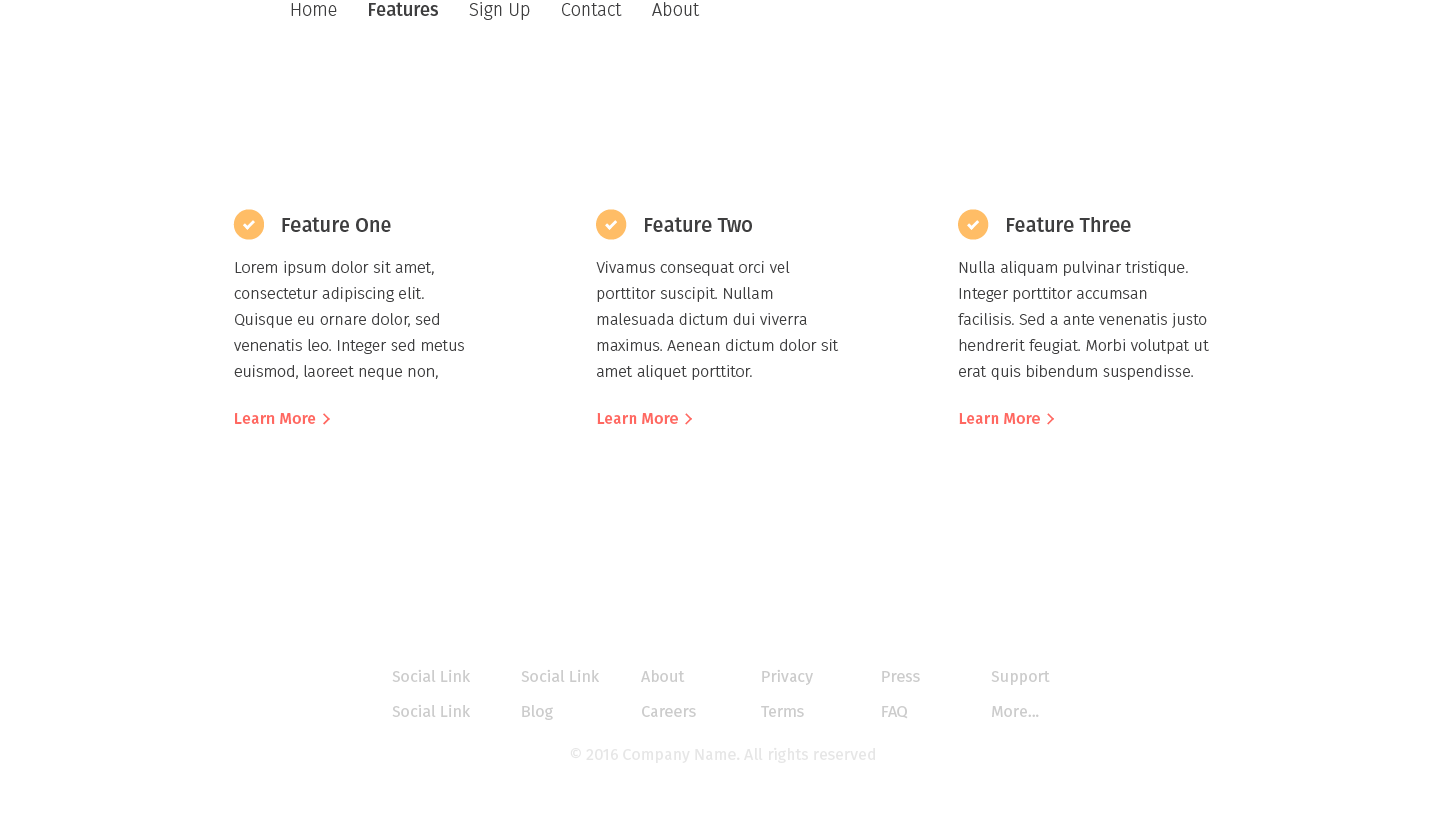 Home Features Sign Up Contact About
Feature One
Lorem ipsum dolor sit amet,
consectetur adipiscing elit.
Quisque eu ornare dolor, sed
venenatis leo. Integer sed metus
euismod, laoreet neque non,
Learn More
Feature Two
Vivamus consequat orci vel
porttitor suscipit. Nullam
malesuada dictum dui viverra
maximus. Aenean dictum dolor sit
amet aliquet porttitor.
Learn More
Feature Three
Nulla aliquam pulvinar tristique.
Integer porttitor accumsan
facilisis. Sed a ante venenatis justo
hendrerit feugiat. Morbi volutpat ut
erat quis bibendum suspendisse.
Learn More
Social Link Social Link About Privacy Press Support
Social Link Blog Careers Terms FAQ More...
© 2016 Company Name. All rights reserved